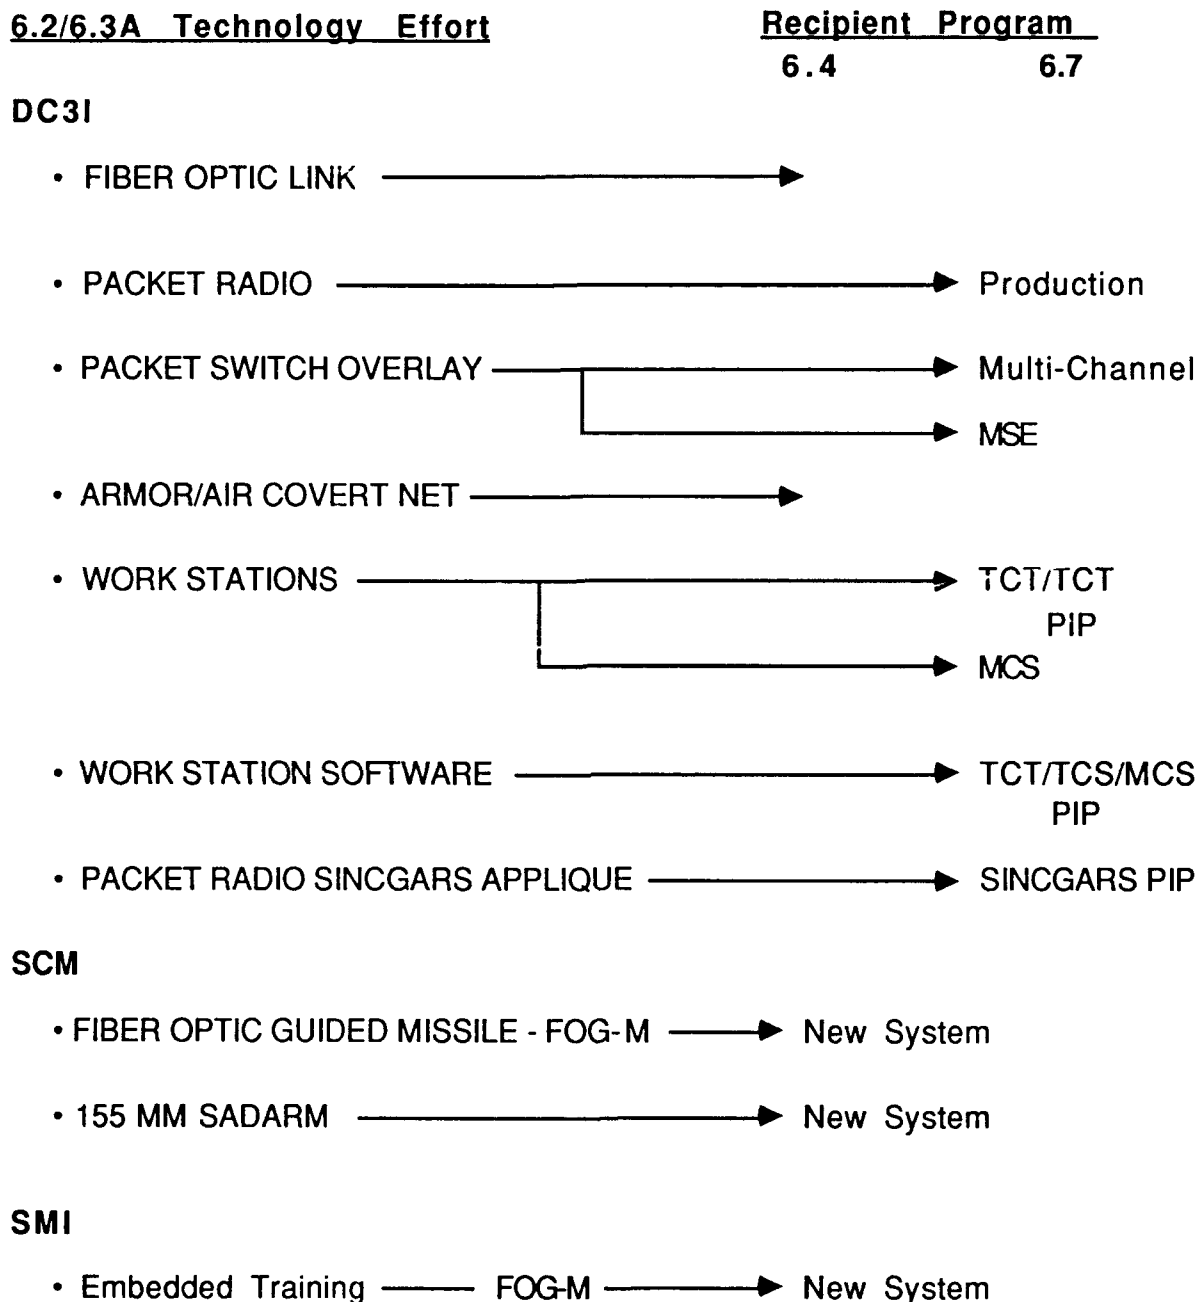 6.2/6.3A Technology Effort Recipient Program
6.4 6.7
DC3I
• FIBER OPTIC LINK
• PACKET RADIO Production
• PACKET SWITCH OVERLAY Multi-Channel
MSE
• ARMOR/AIR COVERT NET
• WORK STATIONS TCT/TCT
PIP
MCS
• WORK STATION SOFTWARE TCT/TCS/MCS
PIP
• PACKET RADIO SINCGARS APPLIQUE SINCGARS PIP
SCM
• FIBER OPTIC GUIDED MISSILE - FOG-M New System
• 155 MM SADARM New System
SMI
• Embedded Training FOG-M New System